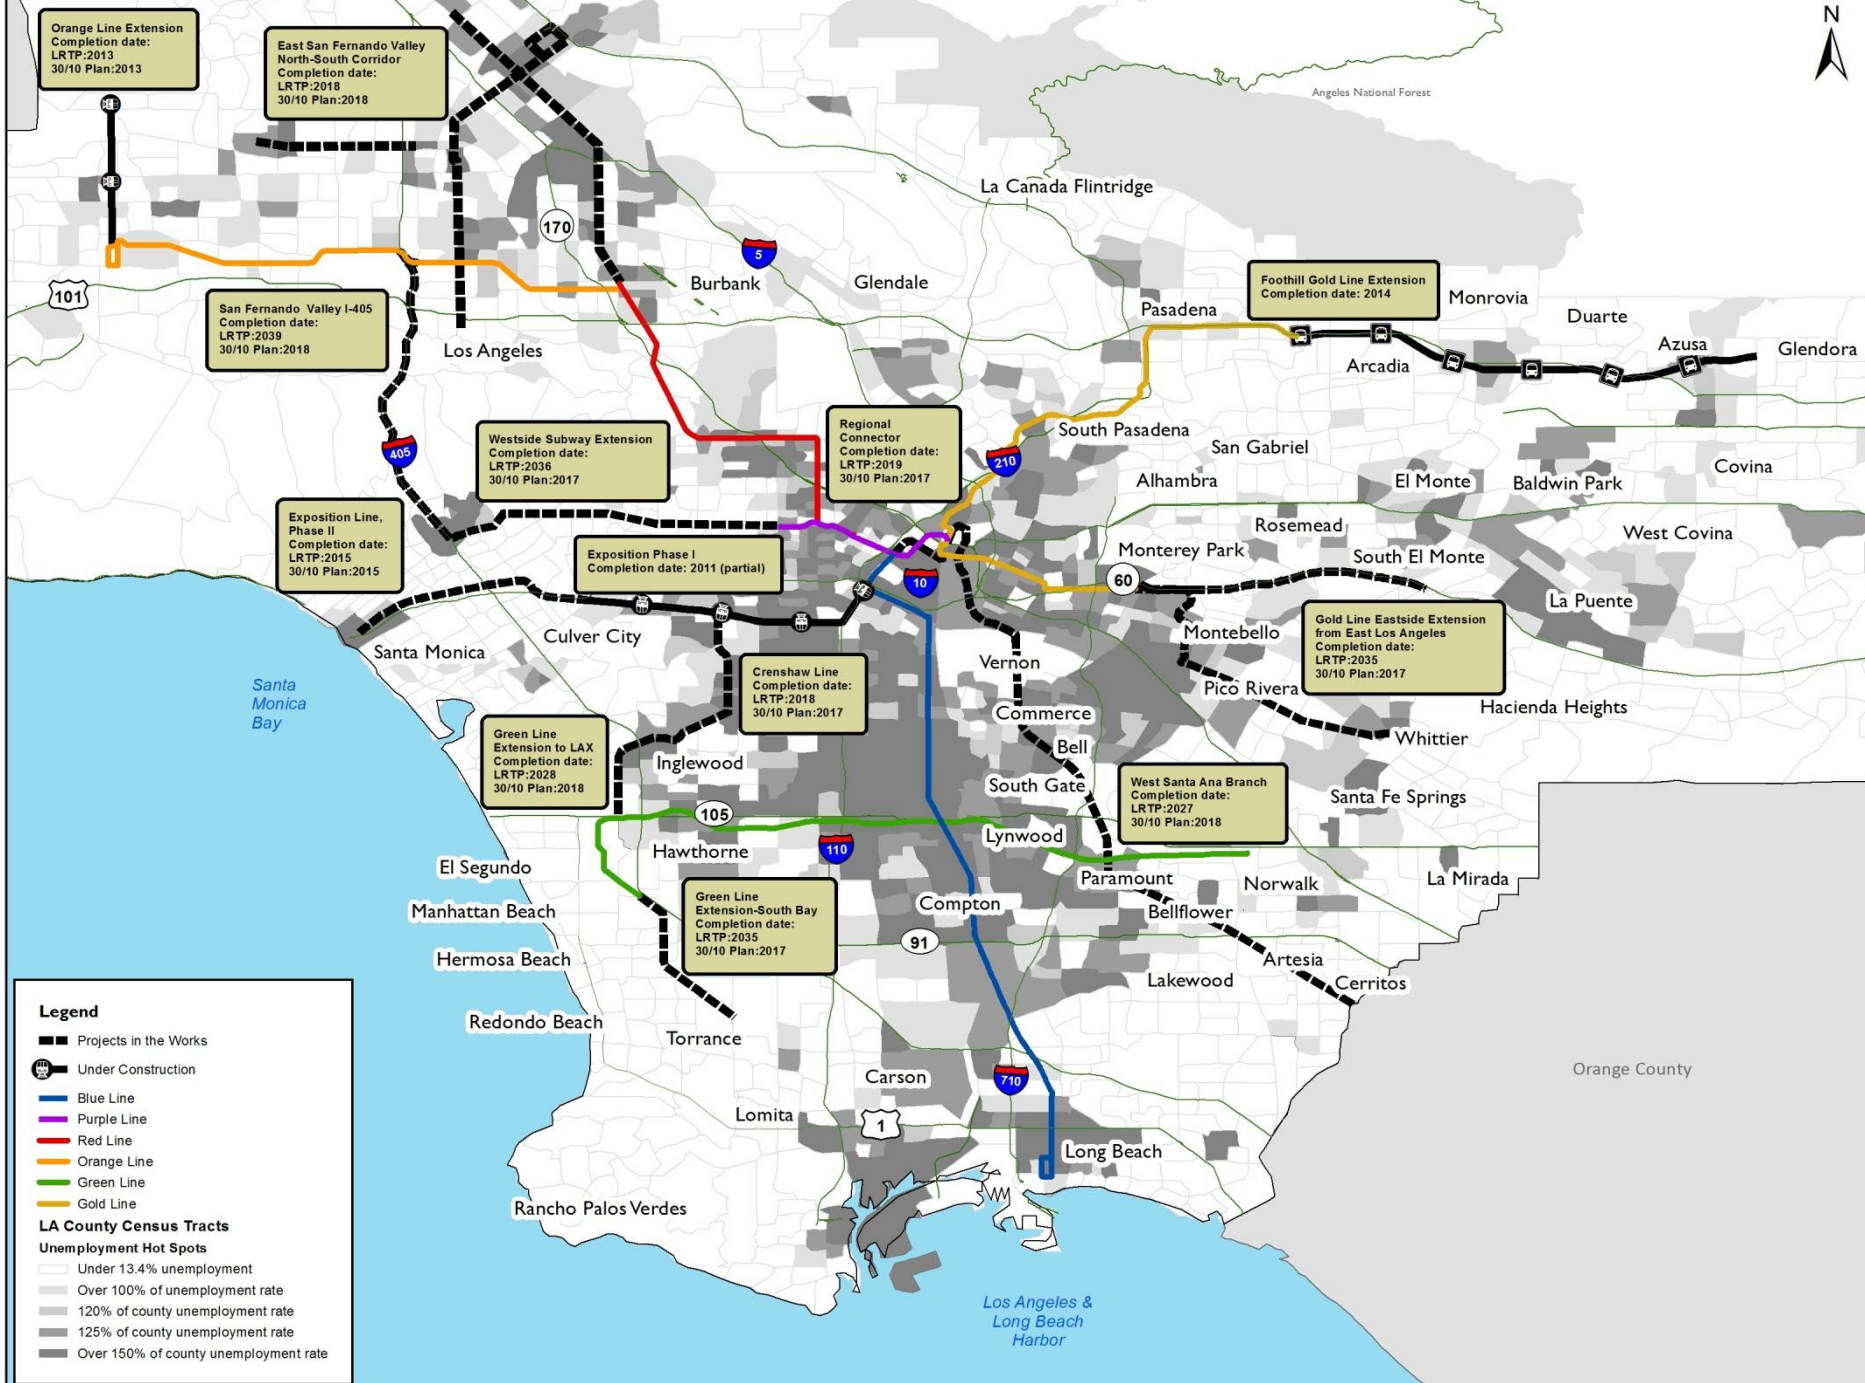 Orange Line Extension
Completion date:
LRTP:2013
30/10 Plan:2013
East San Fernando Valley
North-South Corridor
Completion date:
LRTP:2018
30/10 Plan:2018
N
Angeles National Forest
La Canada Flintridge
170
5
Burbank
Glendale
101
San Fernando Valley I-405
Completion date:
LRTP:2039
30/10 Plan:2018
Los Angeles
Pasadena
Foothill Gold Line Extension
Completion date: 2014
Monrovia
Duarte
Azusa
Glendora
Arcadia
405
Westside Subway Extension
Completion date:
LRTP:2036
30/10 Plan:2017
Regional
Connector
Completion date:
LRTP:2019
30/10 Plan:2017
210
South Pasadena
San Gabriel
Alhambra
El Monte
Baldwin Park
Covina
Exposition Line,
Phase II
Completion date:
LRTP:2015
30/10 Plan:2015
Exposition Phase I
Completion date: 2011 (partial)
10
Rosemead
Monterey Park
South El Monte
West Covina
60
La Puente
Santa Monica
Culver City
Montebello
Gold Line Eastside Extension
from East Los Angeles
Completion date:
LRTP:2035
30/10 Plan:2017
Santa
Monica
Bay
Crenshaw Line
Completion date:
LRTP:2018
30/10 Plan:2017
Vernon
Pico Rivera
Commerce
Hacienda Heights
Whittier
Green Line
Extension to LAX
Completion date:
LRTP:2028
30/10 Plan:2018
Inglewood
Bell
South Gate
West Santa Ana Branch
Completion date:
LRTP:2027
30/10 Plan:2018
Santa Fe Springs
105
110
Lynwood
Hawthorne
El Segundo
Paramount
Norwalk
La Mirada
Manhattan Beach
Green Line
Extension-South Bay
Completion date:
LRTP:2035
30/10 Plan:2017
Compton
Bellflower
91
Hermosa Beach
Artesia
Lakewood
Cerritos
Redondo Beach
Torrance
Carson
710
Orange County
Lomita
1
Long Beach
Rancho Palos Verdes
Los Angeles &
Long Beach
Harbor
Legend
Projects in the Works
Under Construction
Blue Line
Purple Line
Red Line
Orange Line
Green Line
Gold Line
LA County Census Tracts
Unemployment Hot Spots
Under 13.4% unemployment
Over 100% of unemployment rate
120% of county unemployment rate
125% of county unemployment rate
Over 150% of county unemployment rate